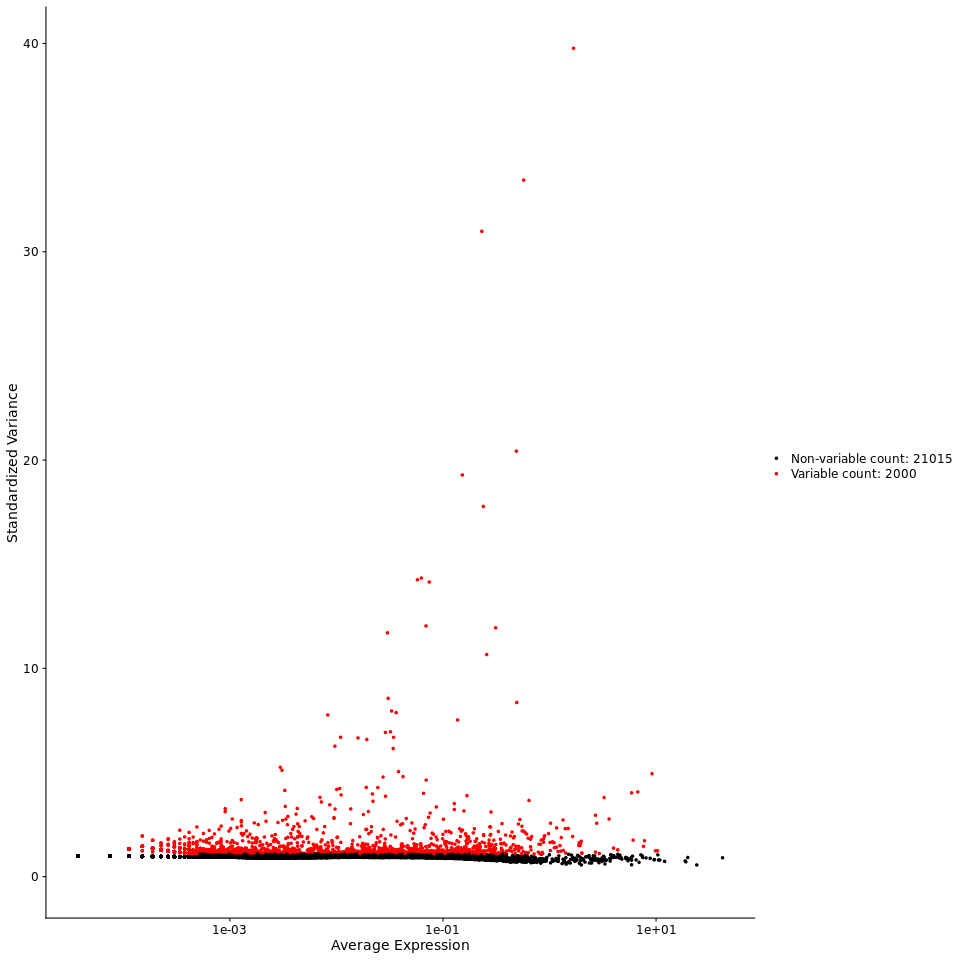 40
30
20
10
0
Standardized Variance
1e-03
1e-01
1e+01
Average Expression
Non-variable count: 21015
Variable count: 2000